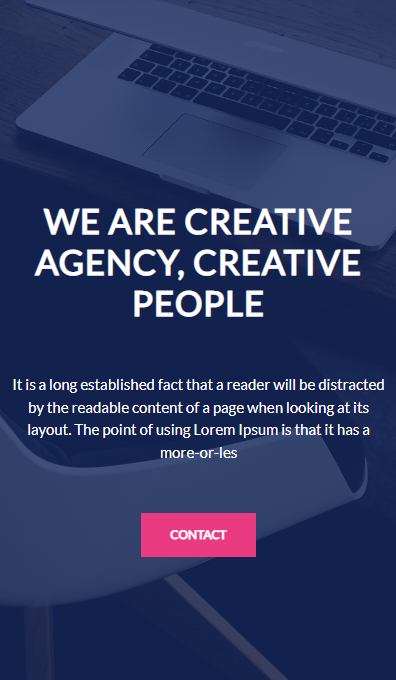 WE ARE CREATIVE
AGENCY, CREATIVE
PEOPLE
It is a long established fact that a reader will be distracted
by the readable content of a page when looking at its
layout. The point of using Lorem Ipsum is that it has a
more-or-les
CONTACT